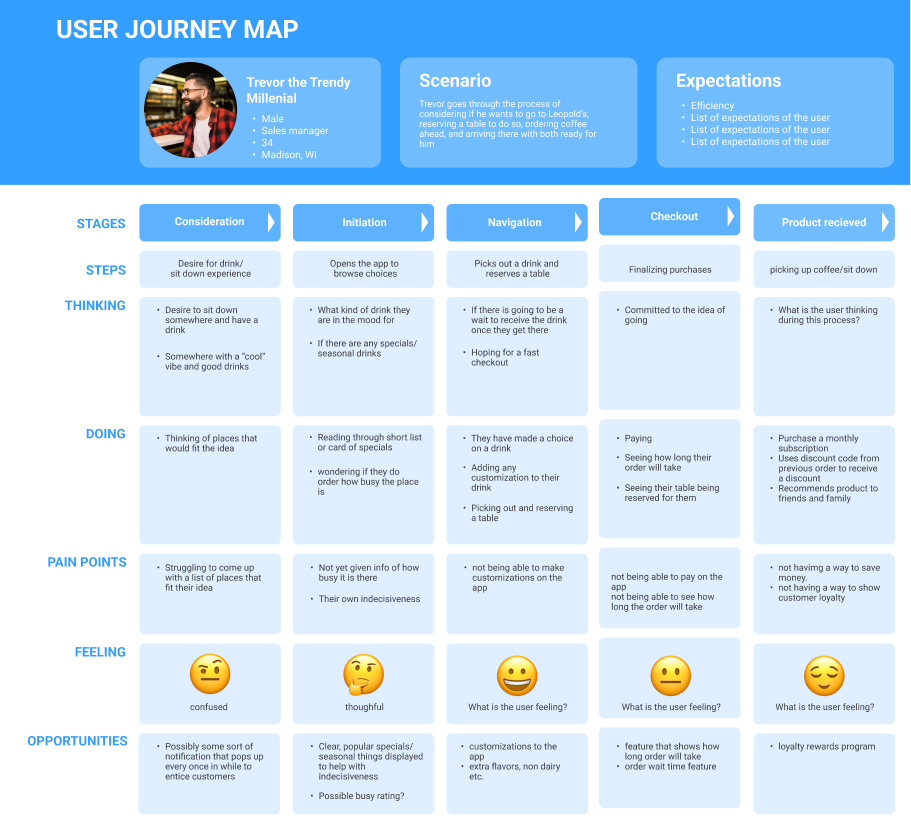 USER JOURNEY MAP
Trevor the Trendy
Millenial
• Male
• Sales manager
• 34
• Madison, WI
Scenario
Trevor goes through the process of
considering if he wants to go to Leopold's,
reserving a table to do so, ordering coffee
ahead, and arriving there with both ready for
him
Expectations
• Efficiency
• List of expectations of the user
• List of expectations of the user
• List of expectations of the user
STAGES
Consideration
Initiation
Navigation
Checkout
Product recieved
STEPS
Desire for drink/
sit down experience
Opens the app to
browse choices
Picks out a drink and
reserves a table
Finalizing purchases
picking up coffee/sit down
THINKING
• Desire to sit down
somewhere and have a
drink
• Somewhere with a “cool”
vibe and good drinks
• What kind of drink they
are in the mood for
• If there are any specials/
seasonal drinks
• If there is going to be a
wait to receive the drink
once they get there
• Hoping for a fast
checkout
• Committed to the idea of
going
• What is the user thinking
during this process?
DOING
• Thinking of places that
would fit the idea
• Reading through short list
or card of specials
• wondering if they do
order how busy the place
is
• They have made a choice
on a drink
• Adding any
customization to their
drink
• Picking out and reserving
a table
• Paying
• Seeing how long their
order will take
• Seeing their table being
reserved for them
• Purchase a monthly
subscription
• Uses discount code from
previous order to receive
a discount
• Recommends product to
friends and family
PAIN POINTS
• Struggling to come up
with a list of places that
fit their idea
• Not yet given info of how
busy it is there
• Their own indecisiveness
• not being able to make
customizations on the
app
not being able to pay on the
app
not being able to see how
long the order will take
• not havimg a way to save
money.
• not having a way to show
customer loyalty
FEELING
confused
thoughful
What is the user feeling?
What is the user feeling?
What is the user feeling?
OPPORTUNITIES
• Possibly some sort of
notification that pops up
every once in while to
entice customers
• Clear, popular specials/
seasonal things displayed
to help with
indecisiveness
• Possible busy rating?
• customizations to the
app
• extra flavors, non dairy
etc.
• feature that shows how
long order will take
• order wait time feature
• loyalty rewards program